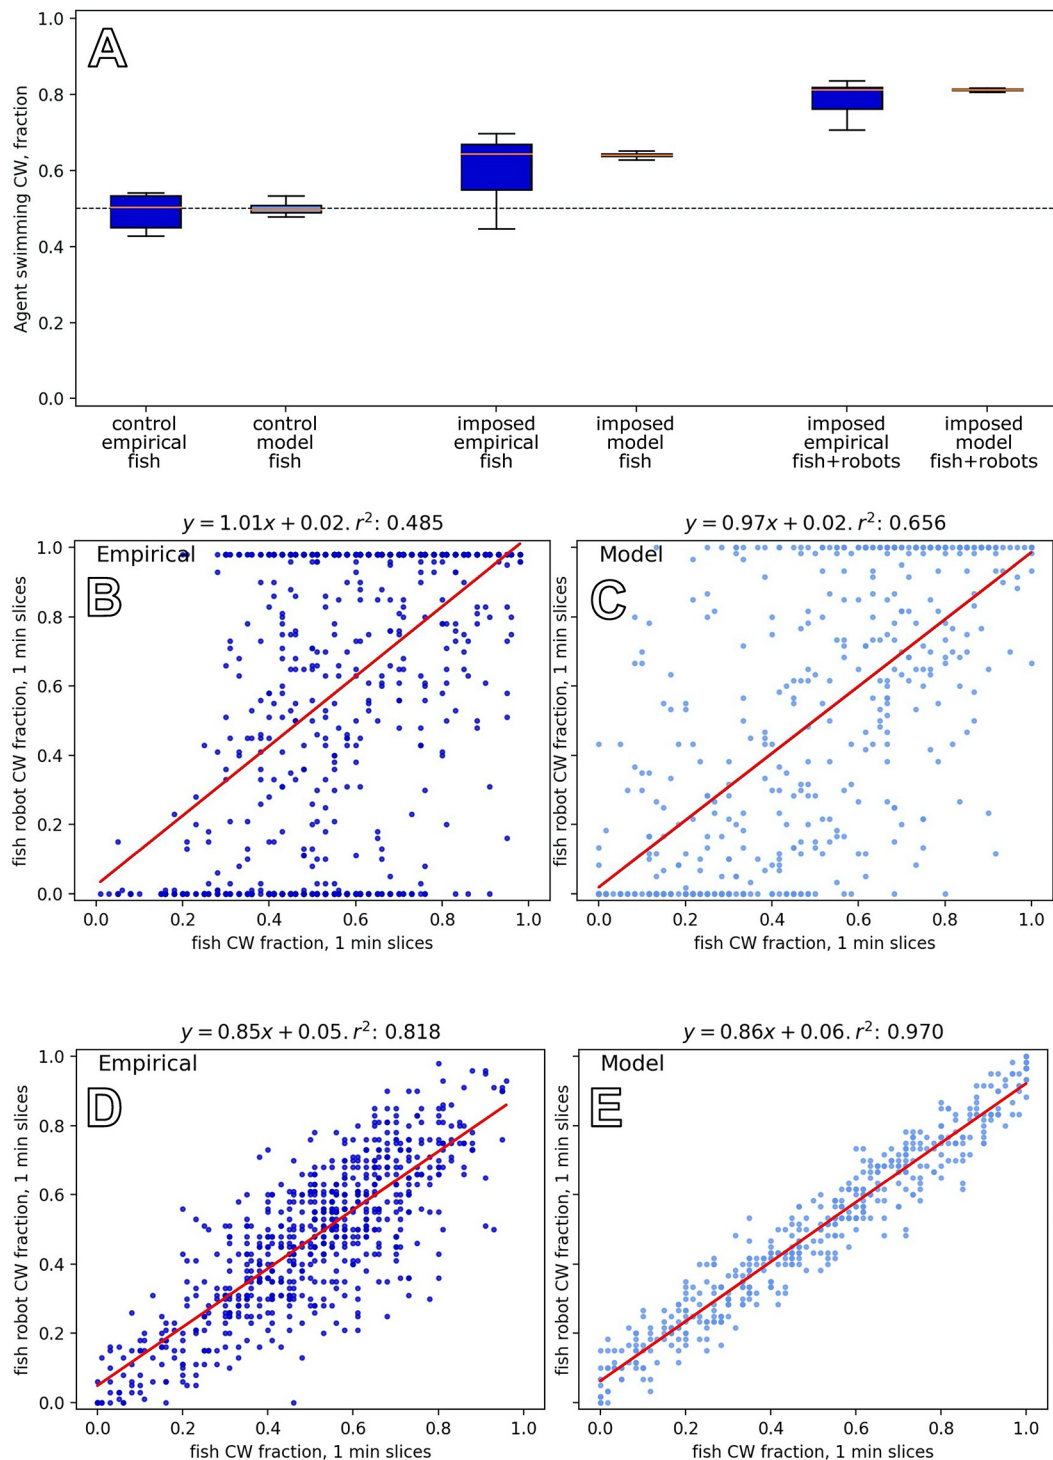 A
Agent swimming CW, fraction
1.0
0.8
0.6
0.4
0.2
0.0
control empirical fish
control model fish
imposed empirical fish
imposed model fish
imposed empirical fish+robots
imposed model fish+robots
y = 1.01x + 0.02. r²: 0.485
Empirical
B
fish robot CW fraction, 1 min slices
1.0
0.8
0.6
0.4
0.2
0.0
0.0 0.2 0.4 0.6 0.8 1.0
fish CW fraction, 1 min slices
y = 0.97x + 0.02. r²: 0.656
Model
C
fish robot CW fraction, 1 min slices
0.0 0.2 0.4 0.6 0.8 1.0
fish CW fraction, 1 min slices
y = 0.85x + 0.05. r²: 0.818
Empirical
D
fish robot CW fraction, 1 min slices
1.0
0.8
0.6
0.4
0.2
0.0
0.0 0.2 0.4 0.6 0.8 1.0
fish CW fraction, 1 min slices
y = 0.86x + 0.06. r²: 0.970
Model
E
fish robot CW fraction, 1 min slices
0.0 0.2 0.4 0.6 0.8 1.0
fish CW fraction, 1 min slices